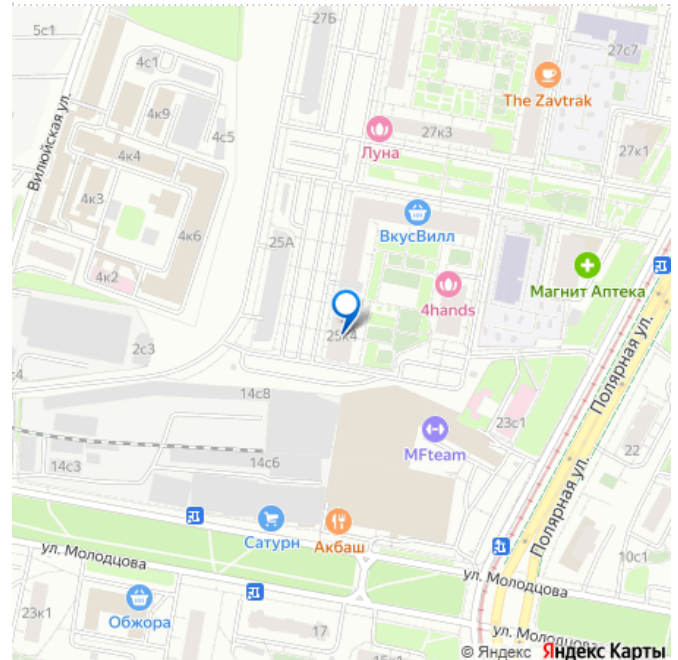 5с1
27Б
27с7
4с1
The Zavtrak
Вилюйская ул.
4к9
4с5
27к3
27к1
Луна
4к4
4к3
ВкусВилл
4к6
25А
4к2
Магнит Аптека
4hands
2с3
25к4
с4
14с8
Полярная ул.
23с1
22
MFteam
14с3
14с6
Полярная ул.
Сатурн
Акбаш
10с1
ул. Молодцова
ул. Молодцова
23к1
Обжора
17
ул. Молодцова
15к1
© Яндекс Яндекс Карты